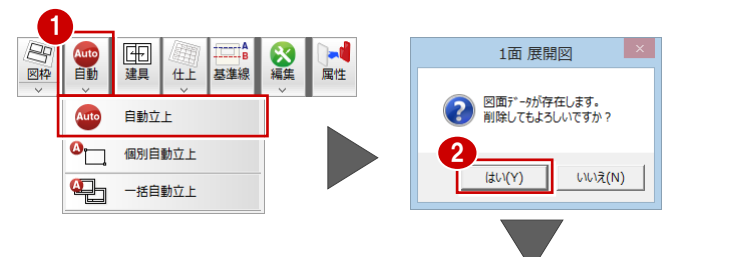 1
Auto
A
B
図枠
自動
建具
仕上
基準線
編集
属性
Auto 自動立上
A 個別自動立上
A 一括自動立上
1面 展開図
×
図面ﾃﾞｰﾀが存在します。
削除してもよろしいですか？
2
はい(Y)
いいえ(N)